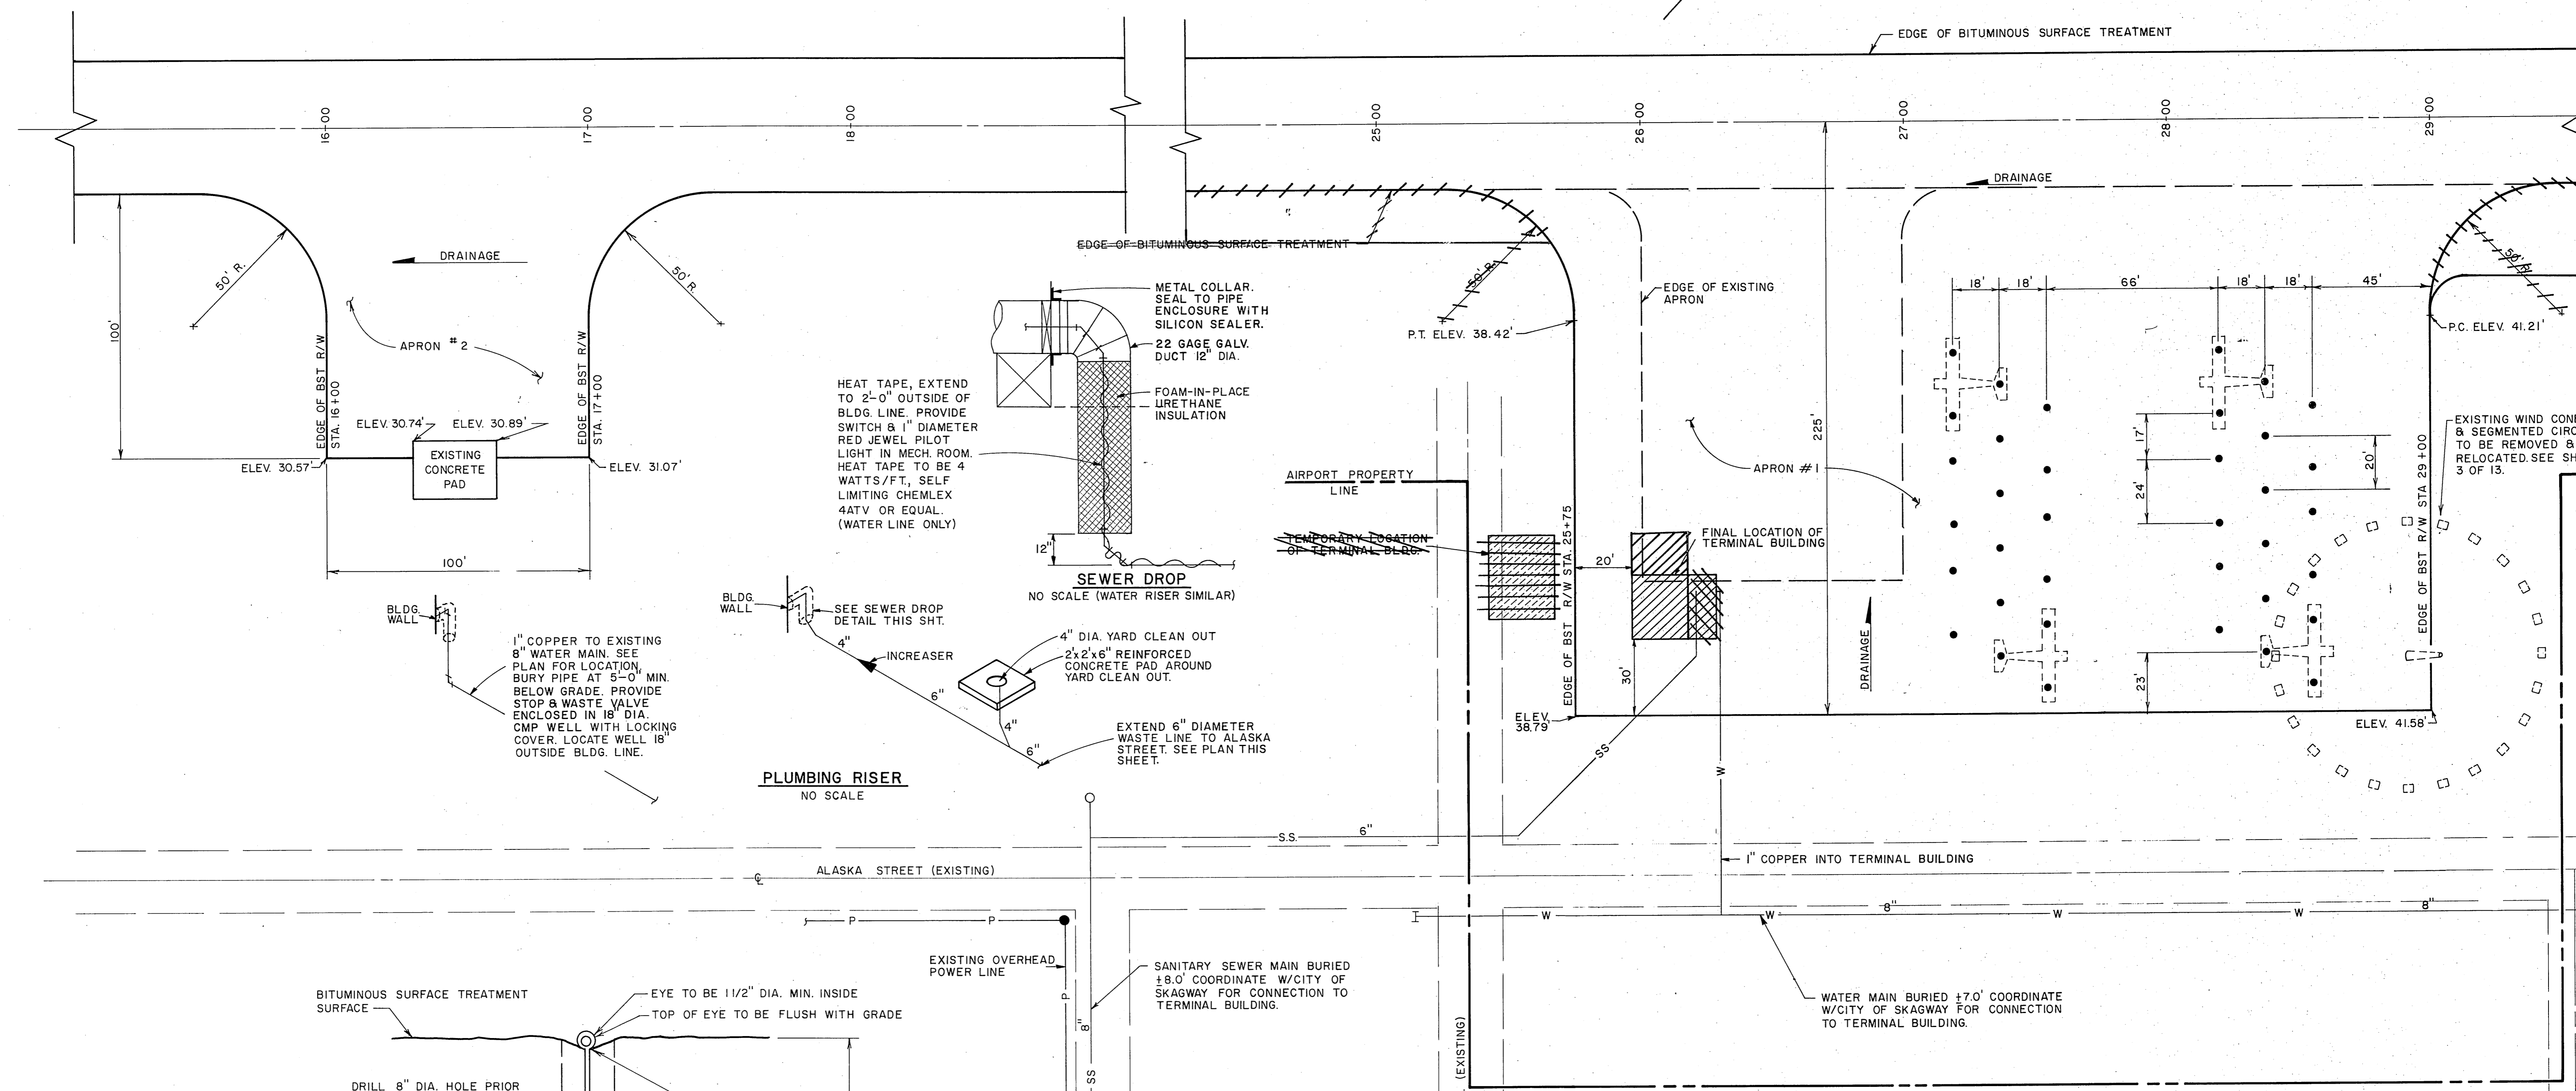 EDGE OF BITUMINOUS SURFACE TREATMENT
16-00
17-00
18-00
25-00
26-00
27-00
28-00
29-00
DRAINAGE
50' R.
DRAINAGE
50' R.
100'
APRON #2
EDGE OF BST R/W
STA. 16+00
EDGE OF BST R/W
STA. 17+00
ELEV. 30.74'
ELEV. 30.89'
ELEV. 30.57'
ELEV. 31.07'
EXISTING
CONCRETE
PAD
100'
EDGE OF BITUMINOUS SURFACE TREATMENT
METAL COLLAR.
SEAL TO PIPE
ENCLOSURE WITH
SILICON SEALER.
22 GAGE GALV.
DUCT 12" DIA.
FOAM-IN-PLACE
URETHANE
INSULATION
HEAT TAPE, EXTEND
TO 2'-0" OUTSIDE OF
BLDG. LINE. PROVIDE
SWITCH & 1" DIAMETER
RED JEWEL PILOT
LIGHT IN MECH. ROOM.
HEAT TAPE TO BE 4
WATTS/FT., SELF
LIMITING CHEMLEX
4ATV OR EQUAL.
(WATER LINE ONLY)
12"
SEWER DROP
NO SCALE (WATER RISER SIMILAR)
50' R.
P.T. ELEV. 38.42'
EDGE OF EXISTING
APRON
18'
18'
66'
18'
18'
45'
50' R.
P.C. ELEV. 41.21'
225'
APRON #1
17'
24'
20'
23'
EXISTING WIND CONE
& SEGMENTED CIRC
TO BE REMOVED &
RELOCATED. SEE SH
3 OF 13.
AIRPORT PROPERTY
LINE
TEMPORARY LOCATION
OF TERMINAL BLDG.
EDGE OF BST R/W STA. 25+75
20'
FINAL LOCATION OF
TERMINAL BUILDING
30'
DRAINAGE
EDGE OF BST R/W STA 29+00
ELEV.
38.79'
ELEV. 41.58'
BLDG.
WALL
1" COPPER TO EXISTING
8" WATER MAIN. SEE
PLAN FOR LOCATION,
BURY PIPE AT 5'-0" MIN.
BELOW GRADE. PROVIDE
STOP & WASTE VALVE
ENCLOSED IN 18" DIA.
CMP WELL WITH LOCKING
COVER. LOCATE WELL 18"
OUTSIDE BLDG. LINE.
BLDG.
WALL
SEE SEWER DROP
DETAIL THIS SHT.
4"
INCREASER
4" DIA. YARD CLEAN OUT
2'x2'x6" REINFORCED
CONCRETE PAD AROUND
YARD CLEAN OUT.
6"
4"
6"
EXTEND 6" DIAMETER
WASTE LINE TO ALASKA
STREET. SEE PLAN THIS
SHEET.
PLUMBING RISER
NO SCALE
SS
W
S.S.
6"
1" COPPER INTO TERMINAL BUILDING
ALASKA STREET (EXISTING)
P
P
W
W
8"
W
W
8"
EXISTING OVERHEAD
POWER LINE
P
8"
SS
SANITARY SEWER MAIN BURIED
±8.0' COORDINATE W/CITY OF
SKAGWAY FOR CONNECTION TO
TERMINAL BUILDING.
WATER MAIN BURIED ±7.0' COORDINATE
W/CITY OF SKAGWAY FOR CONNECTION
TO TERMINAL BUILDING.
(EXISTING)
BITUMINOUS SURFACE TREATMENT
SURFACE
EYE TO BE 1 1/2" DIA. MIN. INSIDE
TOP OF EYE TO BE FLUSH WITH GRADE
DRILL 8" DIA. HOLE PRIOR